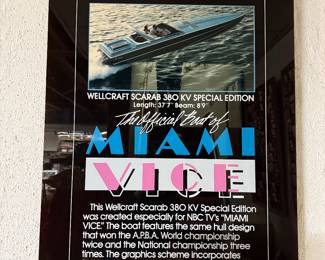 WELLCRAFT SCARAB 380 KV SPECIAL EDITION
Length: 37'7" Beam: 8'9"
The Official Boat of
MIAMI
VICE
This Wellcraft Scarab 38O KV Special Edition
was created especially for NBC TV's "MIAMI
VICE." The boat features the same hull design
that won the A.P.B.A. World championship
twice and the National championship three
times. The graphics scheme incorporates